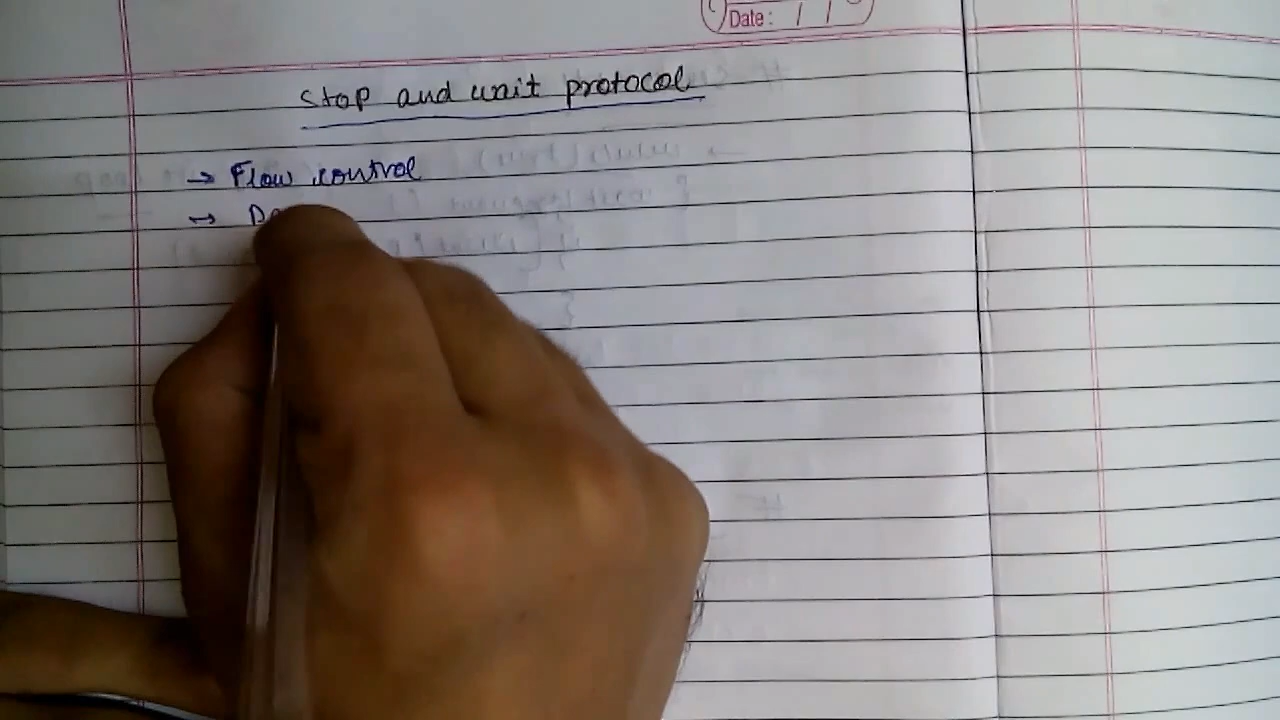 Date: / /
Stop and wait protocol
→ Flow control
→